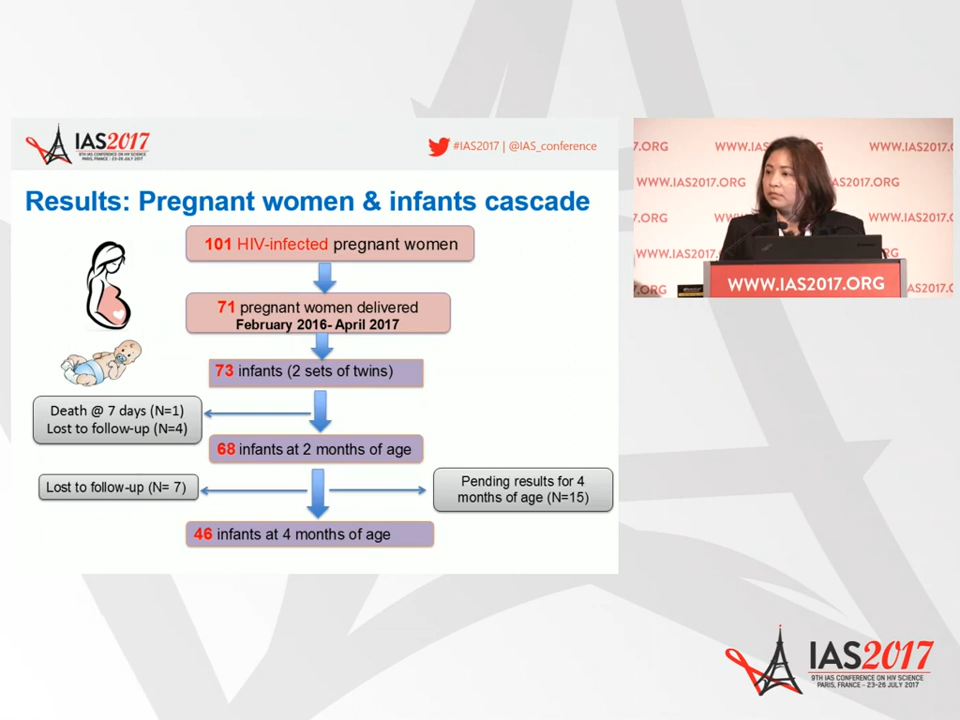 IAS2017
9TH IAS CONFERENCE ON HIV SCIENCE
PARIS, FRANCE - 23-26 JULY 2017
#IAS2017 | @IAS_conference
Results: Pregnant women & infants cascade
101 HIV-infected pregnant women
71 pregnant women delivered
February 2016- April 2017
73 infants (2 sets of twins)
Death @ 7 days (N=1)
Lost to follow-up (N=4)
68 infants at 2 months of age
Lost to follow-up (N= 7)
Pending results for 4
months of age (N=15)
46 infants at 4 months of age
7.ORG WWW.IAS2017.ORG WWW.IAS2017.O
WWW.IAS2017.ORG IAS2017.ORG
.ORG WWW.IAS2017.O
WWW.IAS2017.
.ORG AS2017.ORG
WWW.IAS2017.ORG
IAS2017
9TH IAS CONFERENCE ON HIV SCIENCE
PARIS, FRANCE - 23-26 JULY 2017